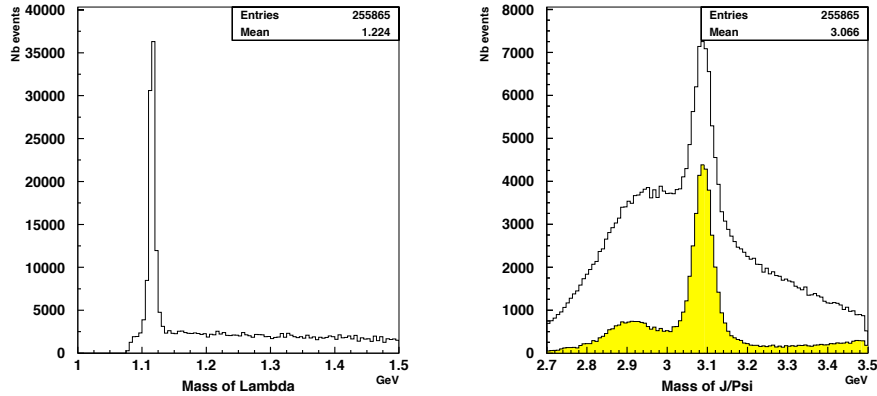 Nb events
Entries 255865
Mean 1.224
40000
35000
30000
25000
20000
15000
10000
5000
0
1 1.1 1.2 1.3 1.4 1.5
Mass of Lambda
GeV
Nb events
Entries 255865
Mean 3.066
8000
7000
6000
5000
4000
3000
2000
1000
0
2.7 2.8 2.9 3 3.1 3.2 3.3 3.4 3.5
Mass of J/Psi
GeV